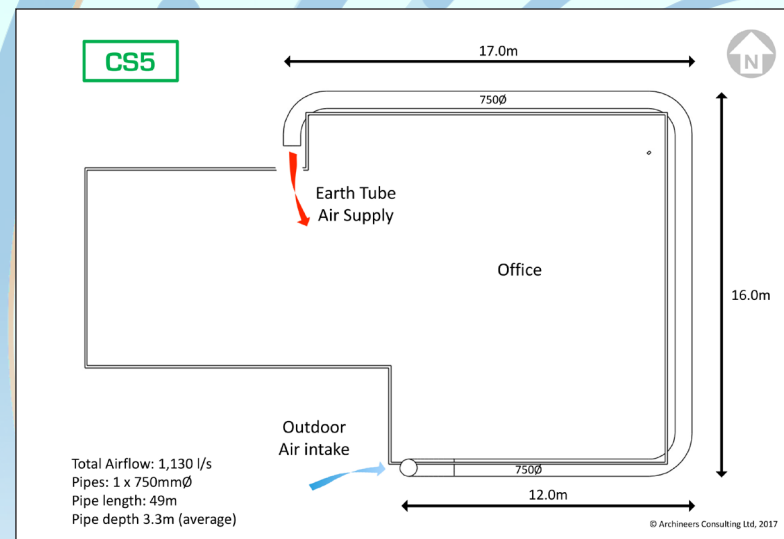 CS5
17.0m
N
750Ø
Earth Tube
Air Supply
Office
16.0m
Outdoor
Air intake
750Ø
12.0m
Total Airflow: 1,130 l/s
Pipes: 1 x 750mmØ
Pipe length: 49m
Pipe depth 3.3m (average)
© Archineers Consulting Ltd, 2017